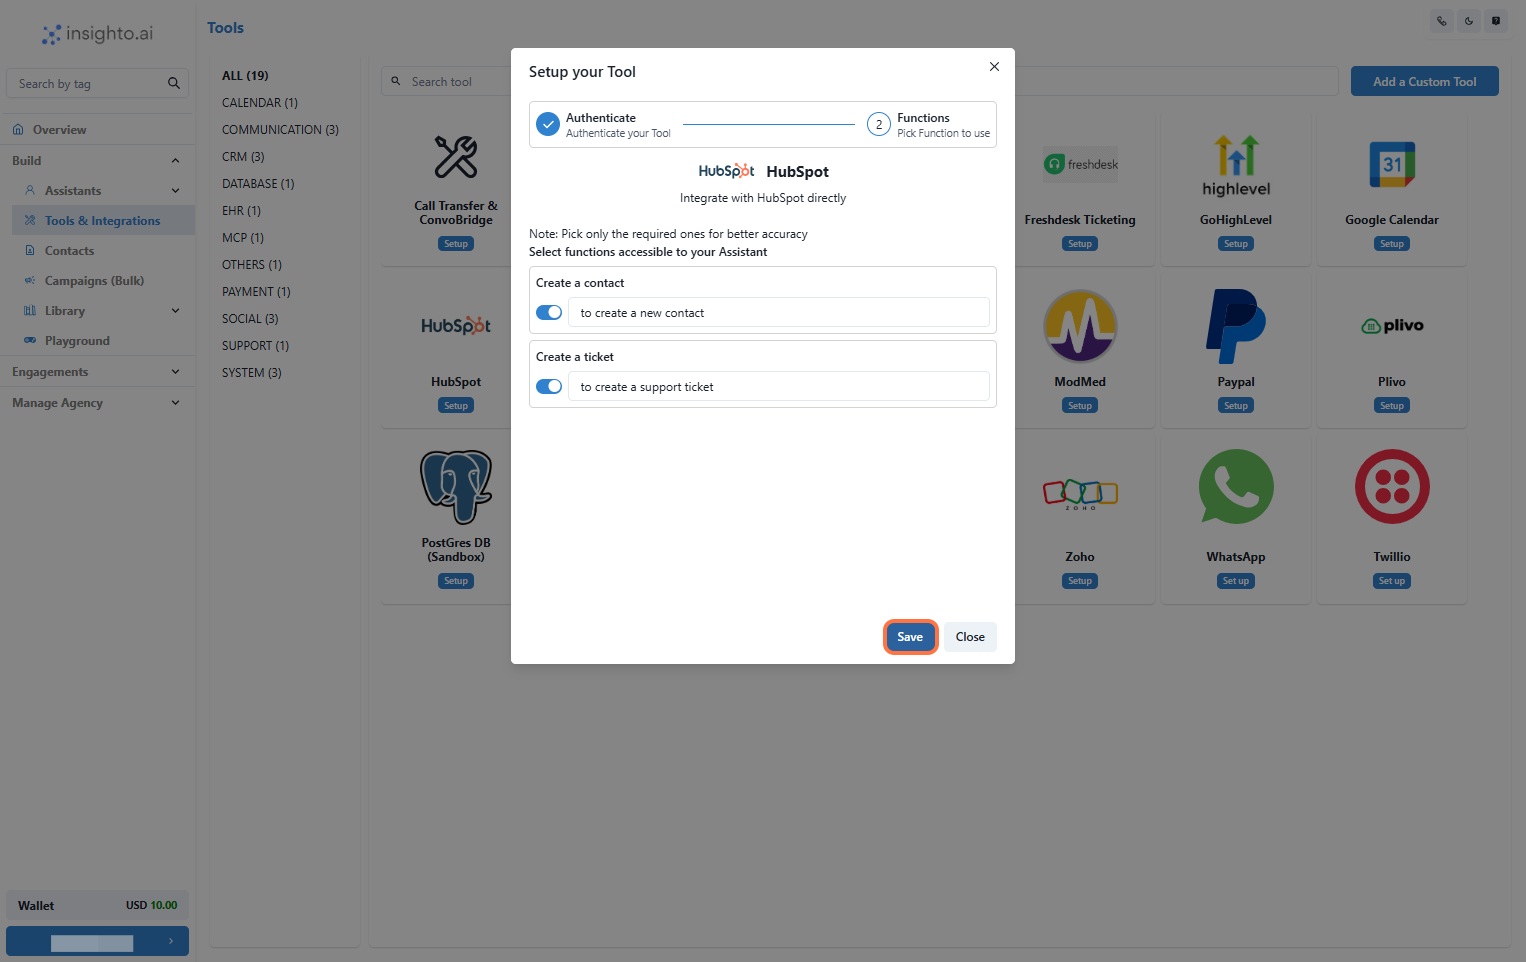 insighto.ai
Tools
Search by tag
Overview
Build
Assistants
Tools & Integrations
Contacts
Campaigns (Bulk)
Library
Playground
Engagements
Manage Agency
Wallet USD 10.00
ALL (19)
CALENDAR (1)
COMMUNICATION (3)
CRM (3)
DATABASE (1)
EHR (1)
MCP (1)
OTHERS (1)
PAYMENT (1)
SOCIAL (3)
SUPPORT (1)
SYSTEM (3)
Search tool
Add a Custom Tool
Call Transfer &
ConvoBridge
Setup
freshdesk
Freshdesk Ticketing
Setup
highlevel
GoHighLevel
Setup
31
Google Calendar
Setup
HubSpot
HubSpot
Setup
ModMed
Setup
Paypal
Setup
plivo
Plivo
Setup
PostGres DB
(Sandbox)
Setup
ZOHO
Zoho
Setup
WhatsApp
Set up
Twillio
Set up
Setup your Tool
Authenticate
Authenticate your Tool
2
Functions
Pick Function to use
HubSpot HubSpot
Integrate with HubSpot directly
Note: Pick only the required ones for better accuracy
Select functions accessible to your Assistant
Create a contact
to create a new contact
Create a ticket
to create a support ticket
Save
Close